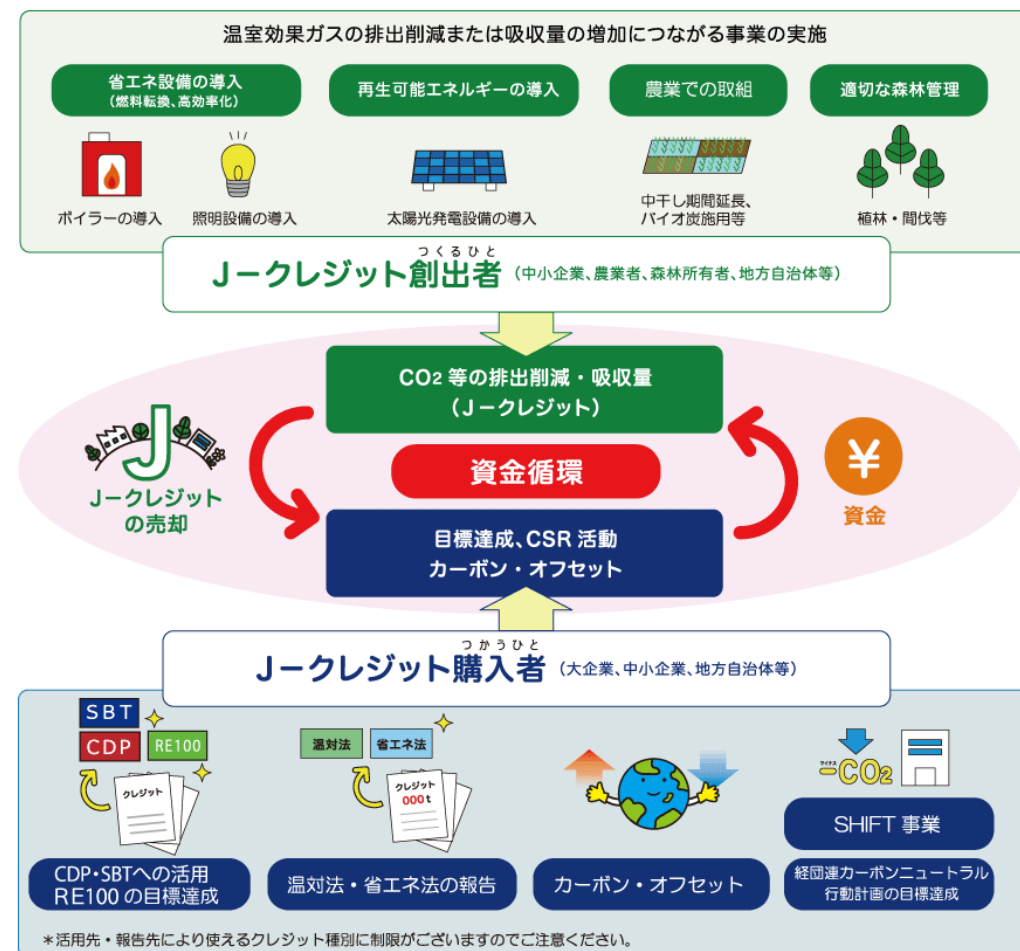 温室効果ガスの排出削減または吸収量の増加につながる事業の実施
省エネ設備の導入
(燃料転換、高効率化)
再生可能エネルギーの導入
農業での取組
適切な森林管理
ボイラーの導入
照明設備の導入
太陽光発電設備の導入
中干し期間延長、
バイオ炭施用等
植林・間伐等
つくるひと
Jークレジット創出者(中小企業、農業者、森林所有者、地方自治体等)
CO2 等の排出削減・吸収量
(Jークレジット)
J
Jークレジット
の売却
資金循環
¥
資金
目標達成、CSR 活動
カーボン・オフセット
つかうひと
Jークレジット購入者(大企業、中小企業、地方自治体等)
SBT
CDP
RE100
クレジット
CDP・SBTへの活用
RE100 の目標達成
温対法
省エネ法
クレジット
000t
温対法・省エネ法の報告
カーボン・オフセット
マイナス
−CO2
SHIFT 事業
経団連カーボンニュートラル
行動計画の目標達成
*活用先・報告先により使えるクレジット種別に制限がございますのでご注意ください。